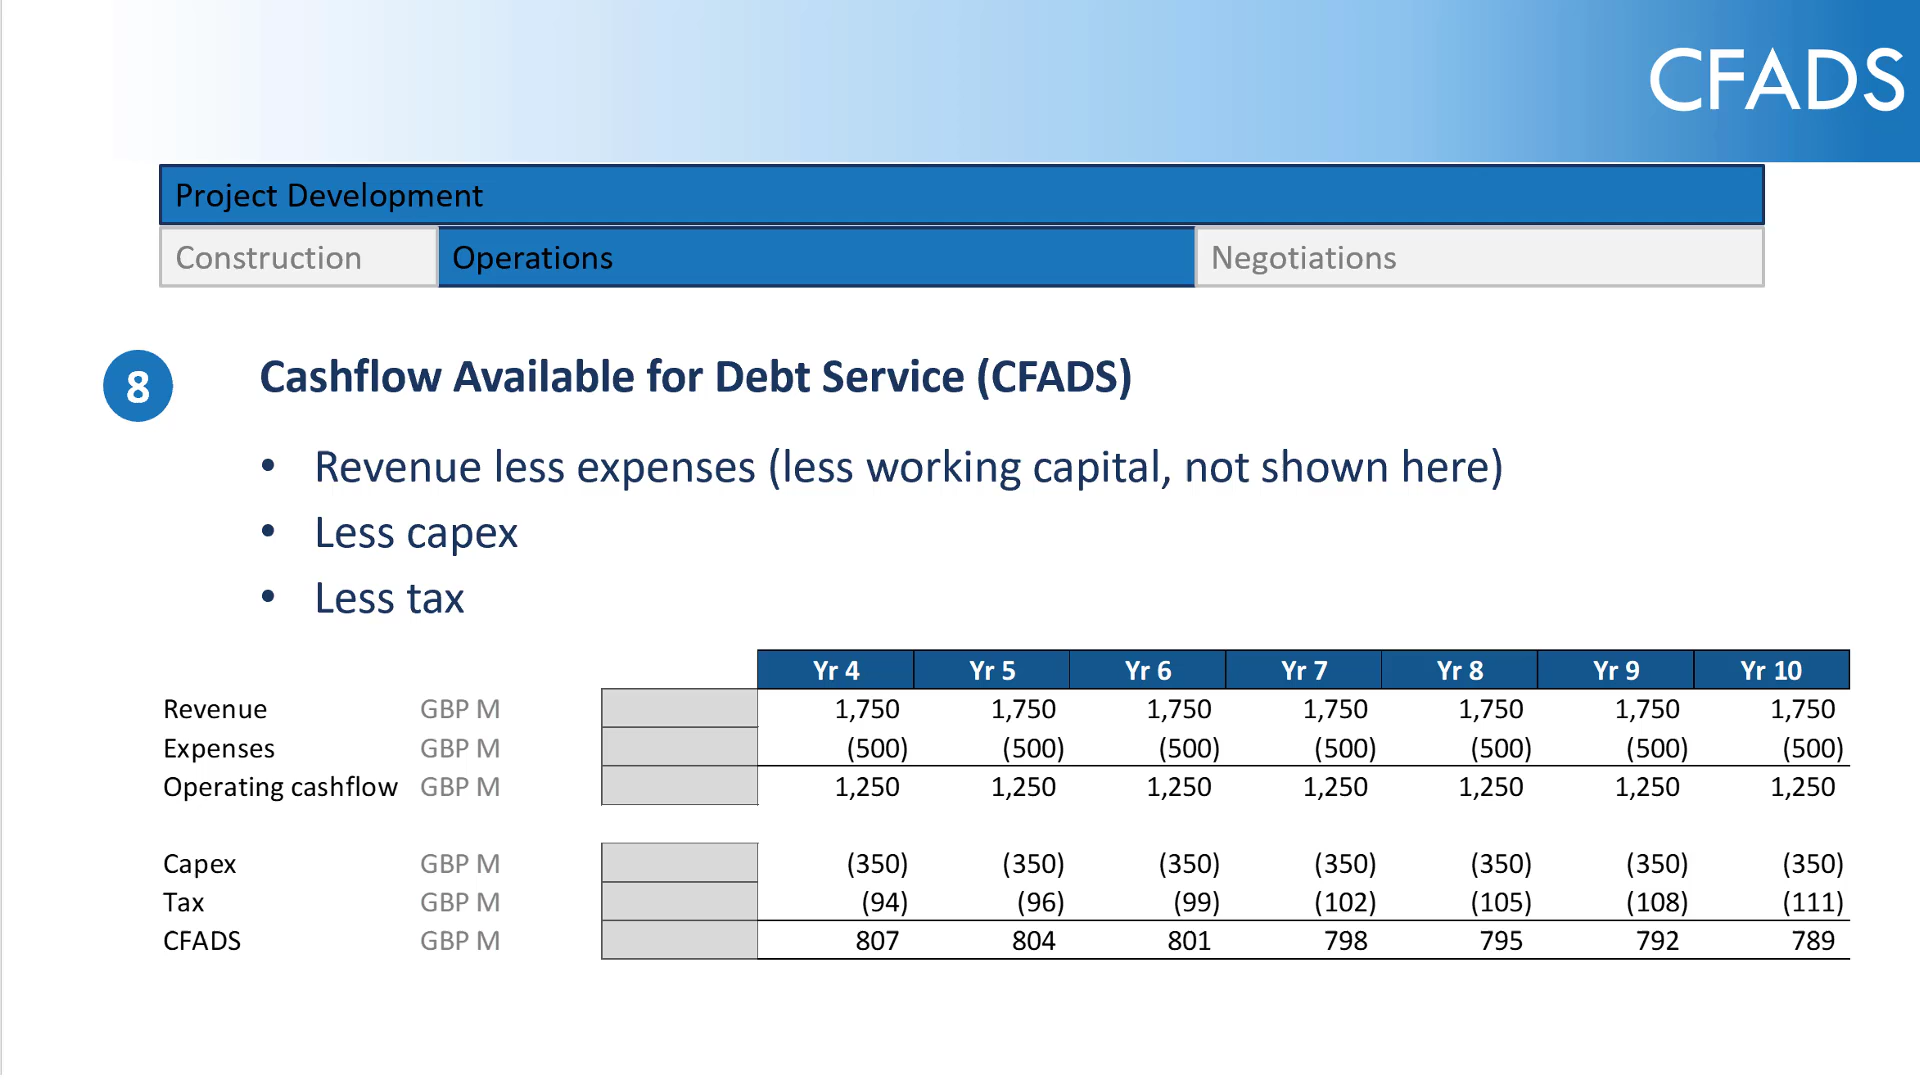 CFADS
Project Development
Construction Operations Negotiations
8 Cashflow Available for Debt Service (CFADS)
• Revenue less expenses (less working capital, not shown here)
• Less capex
• Less tax
Yr 4 Yr 5 Yr 6 Yr 7 Yr 8 Yr 9 Yr 10
Revenue GBP M 1,750 1,750 1,750 1,750 1,750 1,750 1,750
Expenses GBP M (500) (500) (500) (500) (500) (500) (500)
Operating cashflow GBP M 1,250 1,250 1,250 1,250 1,250 1,250 1,250
Capex GBP M (350) (350) (350) (350) (350) (350) (350)
Tax GBP M (94) (96) (99) (102) (105) (108) (111)
CFADS GBP M 807 804 801 798 795 792 789